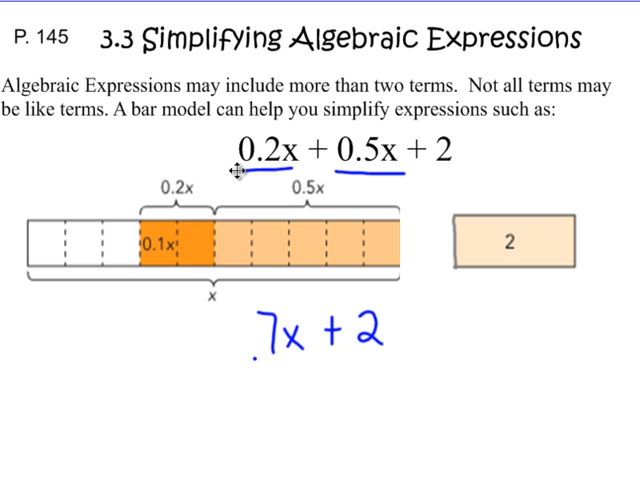 P. 145 3.3 Simplifying Algebraic Expressions
Algebraic Expressions may include more than two terms. Not all terms may
be like terms. A bar model can help you simplify expressions such as:
0.2x + 0.5x + 2
0.2x 0.5x
0.1x 2
x
.7x + 2